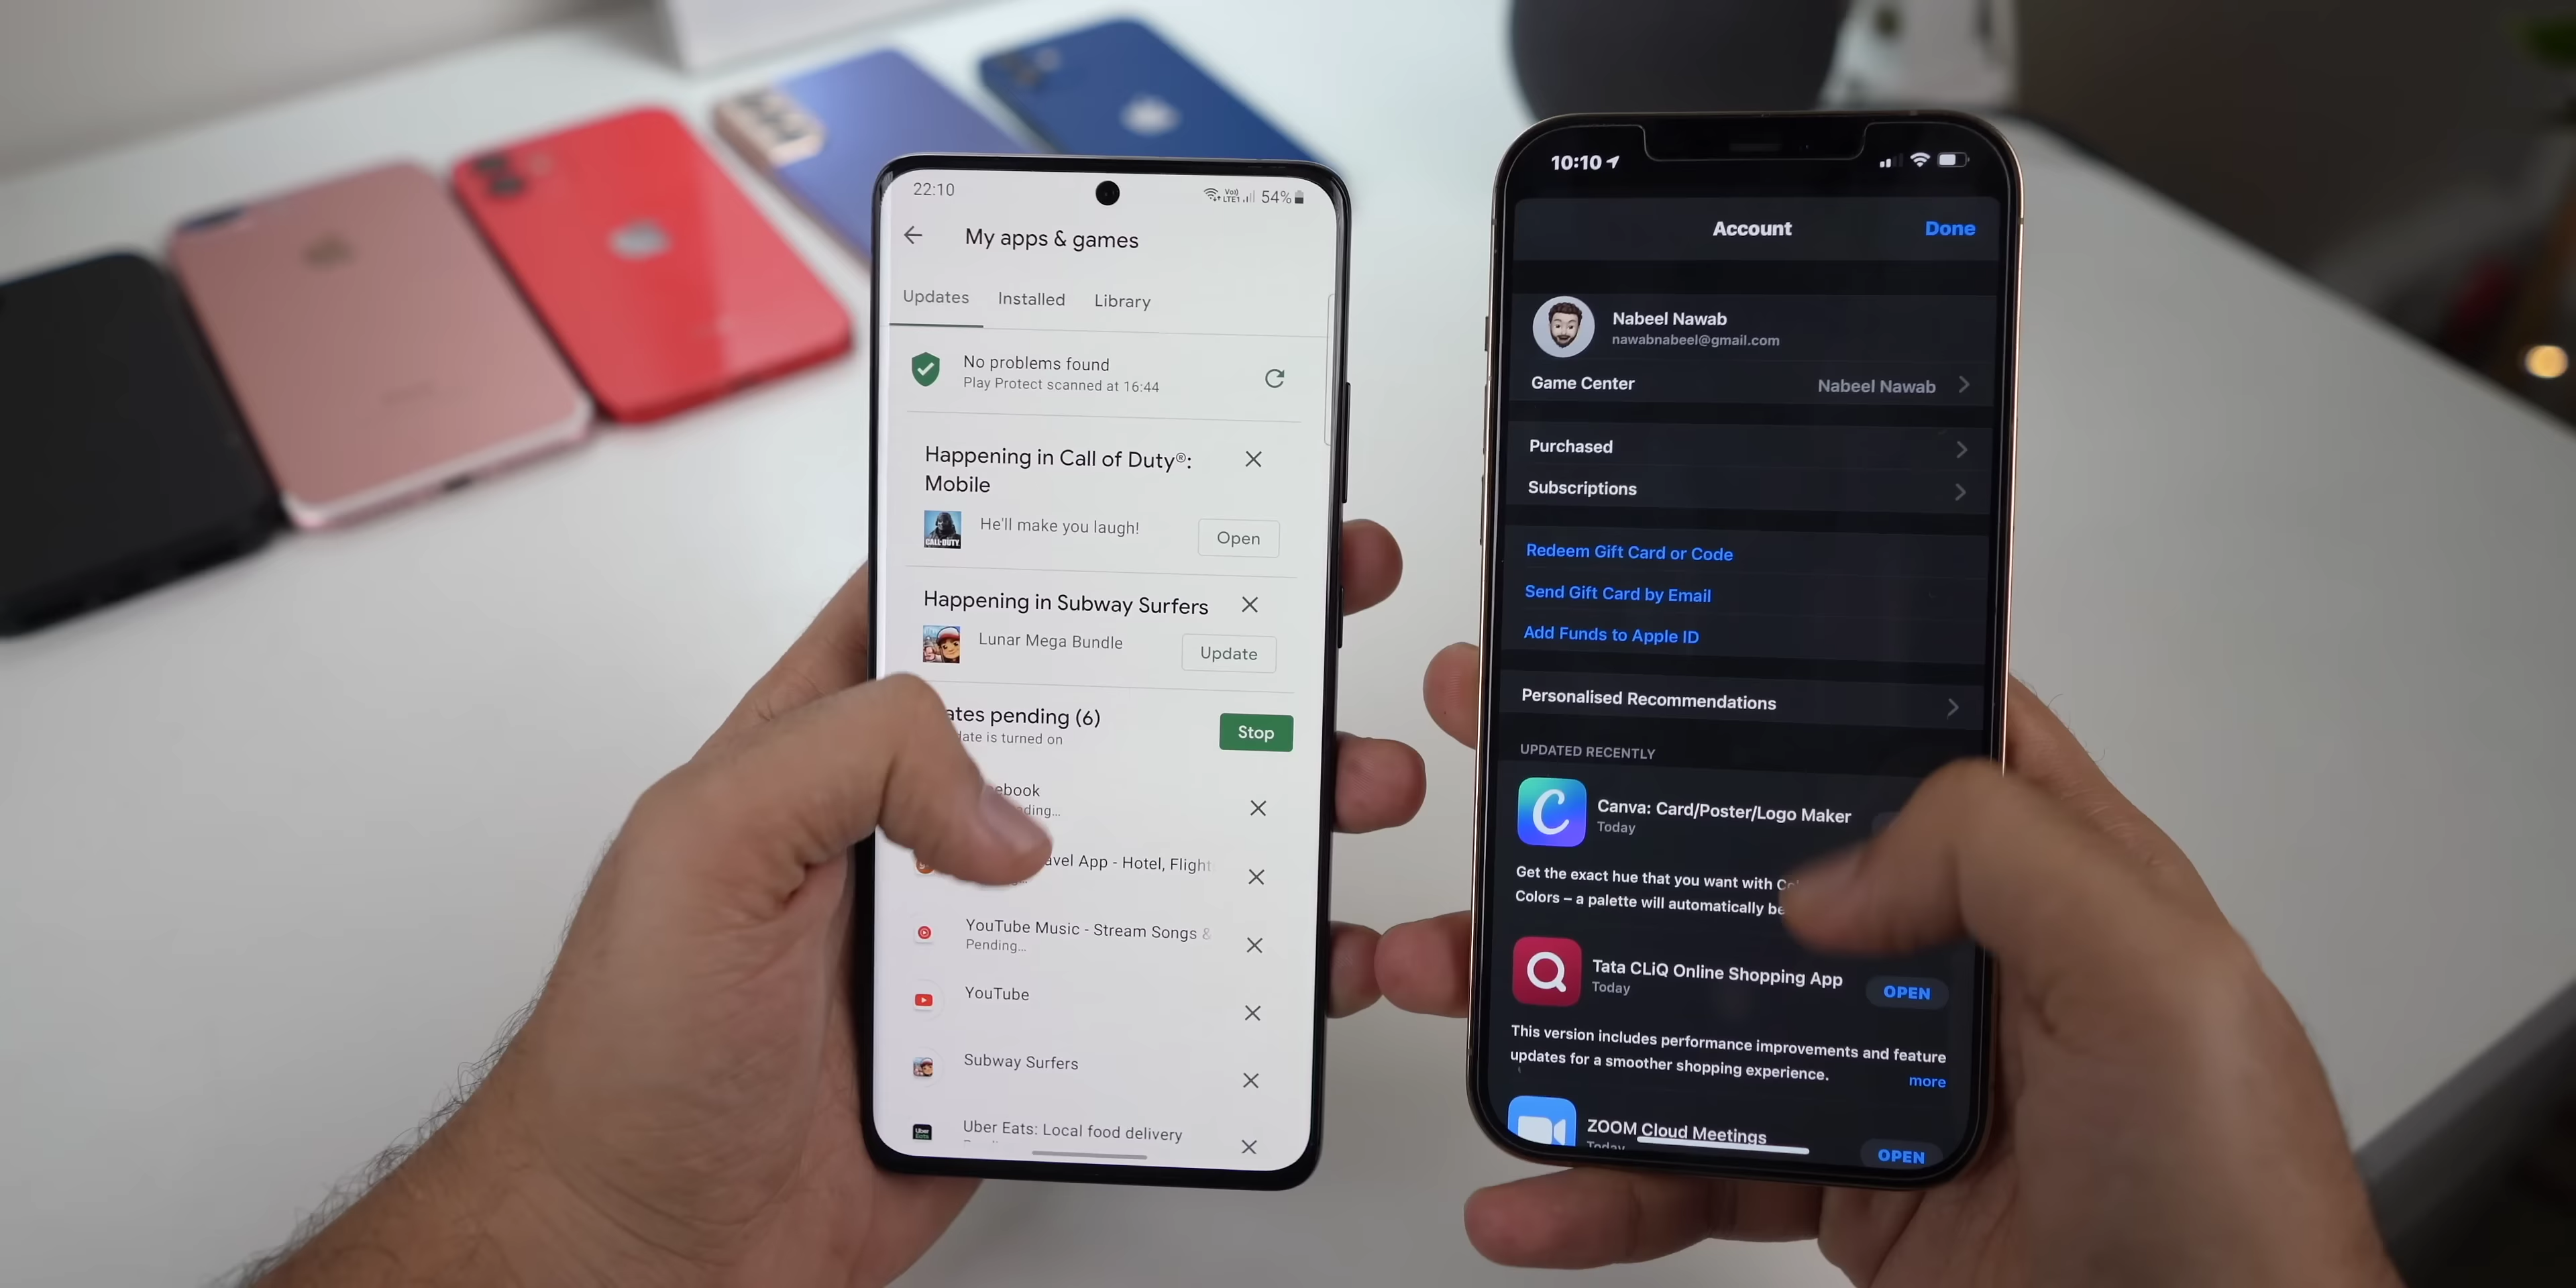 22:10
54%
My apps & games
Updates Installed Library
No problems found
Play Protect scanned at 16:44
Happening in Call of Duty®:
Mobile
He'll make you laugh!
Open
CALL·DUTY
Happening in Subway Surfers
Lunar Mega Bundle
Update
pending (6)
is turned on
Stop
App - Hotel,
YouTube Music - Stream Songs &
Pending...
YouTube
Subway Surfers
Uber Eats: Local food delivery
10:10
Account
Done
Nabeel Nawab
nawabnabeel@gmail.com
Game Center
Nabeel Nawab
Purchased
Subscriptions
Redeem Gift Card or Code
Send Gift Card by Email
Add Funds to Apple ID
Personalised Recommendations
UPDATED RECENTLY
Canva: Card/Poster/Logo Maker
Today
Get the exact hue that you want with
Colors – a palette will automatically
Tata CLiQ Online Shopping App
Today
OPEN
This version includes performance improvements and feature
updates for a smoother shopping experience.
more
ZOOM Cloud Meetings
Today
OPEN